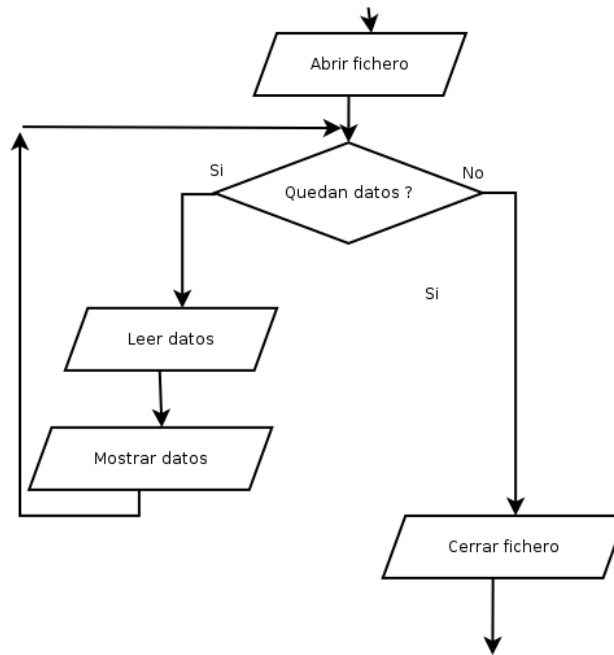 Abrir fichero
Si
No
Quedan datos ?
Si
Leer datos
Mostrar datos
Cerrar fichero